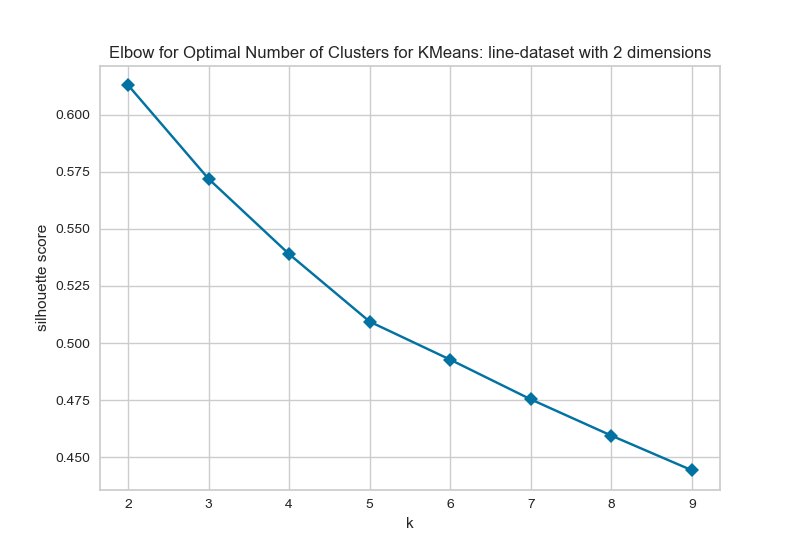 Elbow for Optimal Number of Clusters for KMeans: line-dataset with 2 dimensions
silhouette score
0.600
0.575
0.550
0.525
0.500
0.475
0.450
2 3 4 5 6 7 8 9
k